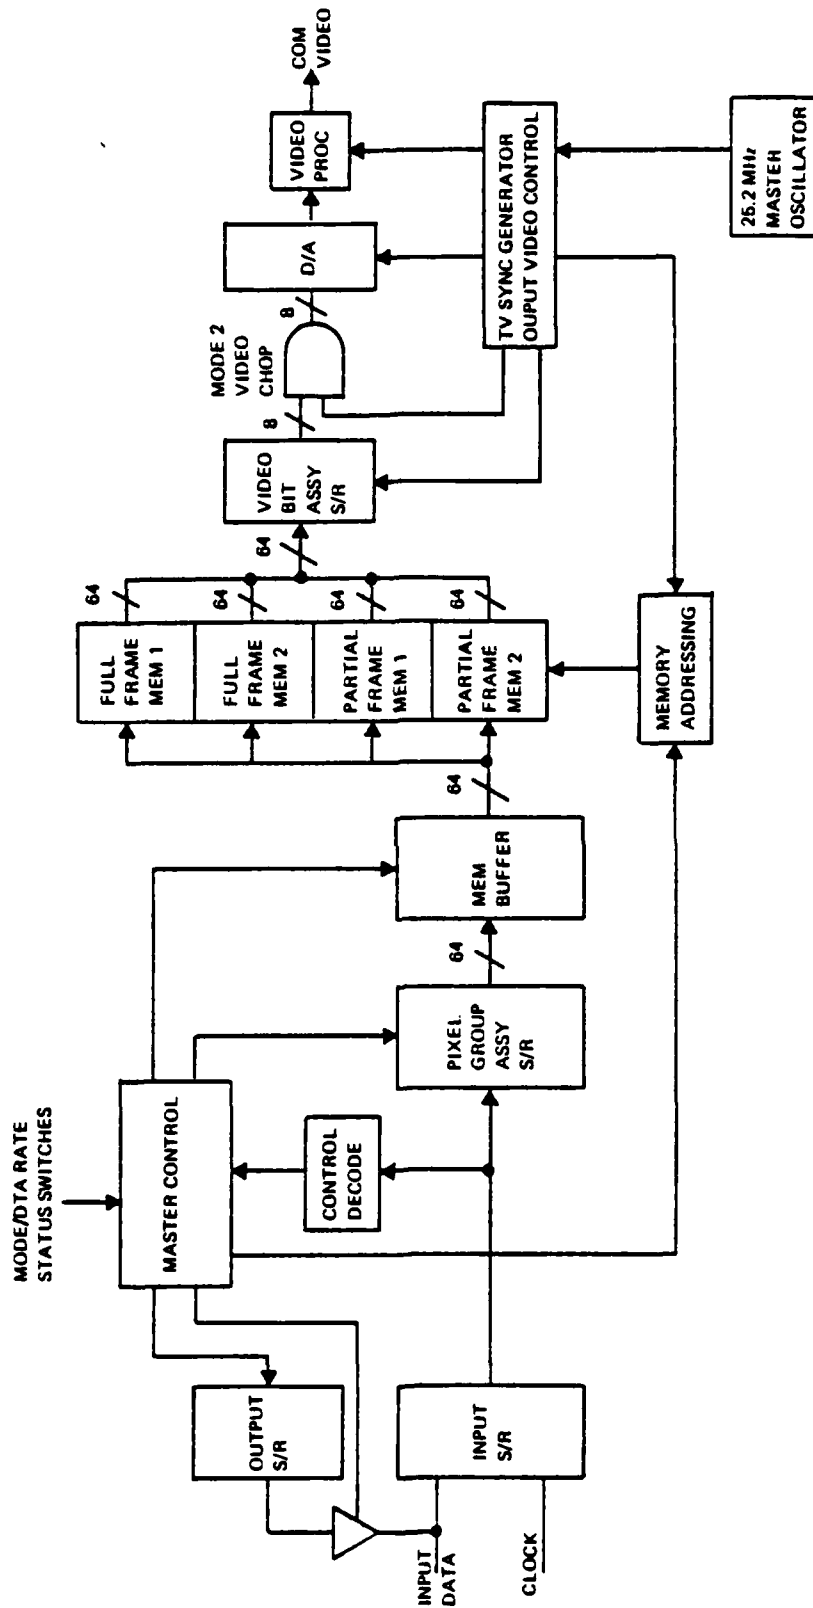 MODE/DTA RATE
STATUS SWITCHES
MASTER CONTROL
OUTPUT
S/R
INPUT
DATA
CLOCK
INPUT
S/R
CONTROL
DECODE
PIXEL
GROUP
ASSY
S/R
64
MEM
BUFFER
64
FULL
FRAME
MEM 1
FULL
FRAME
MEM 2
PARTIAL
FRAME
MEM 1
PARTIAL
FRAME
MEM 2
64
64
64
64
64
VIDEO
BIT
ASSY
S/R
8
MODE 2
VIDEO
CHOP
8
D/A
VIDEO
PROC
COM
VIDEO
TV SYNC GENERATOR
OUPUT VIDEO CONTROL
MEMORY
ADDRESSING
25.2 MHz
MASTER
OSCILLATOR